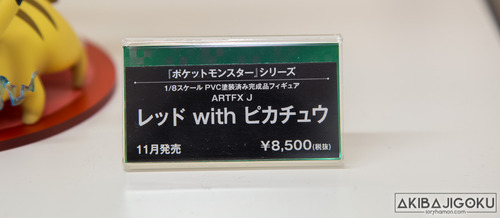 『ポケットモンスター』シリーズ
1/8スケール PVC塗装済み完成品フィギュア
ARTFX J
レッド with ピカチュウ
11月発売 ¥8,500(税抜)
AKIBAJIGOKU